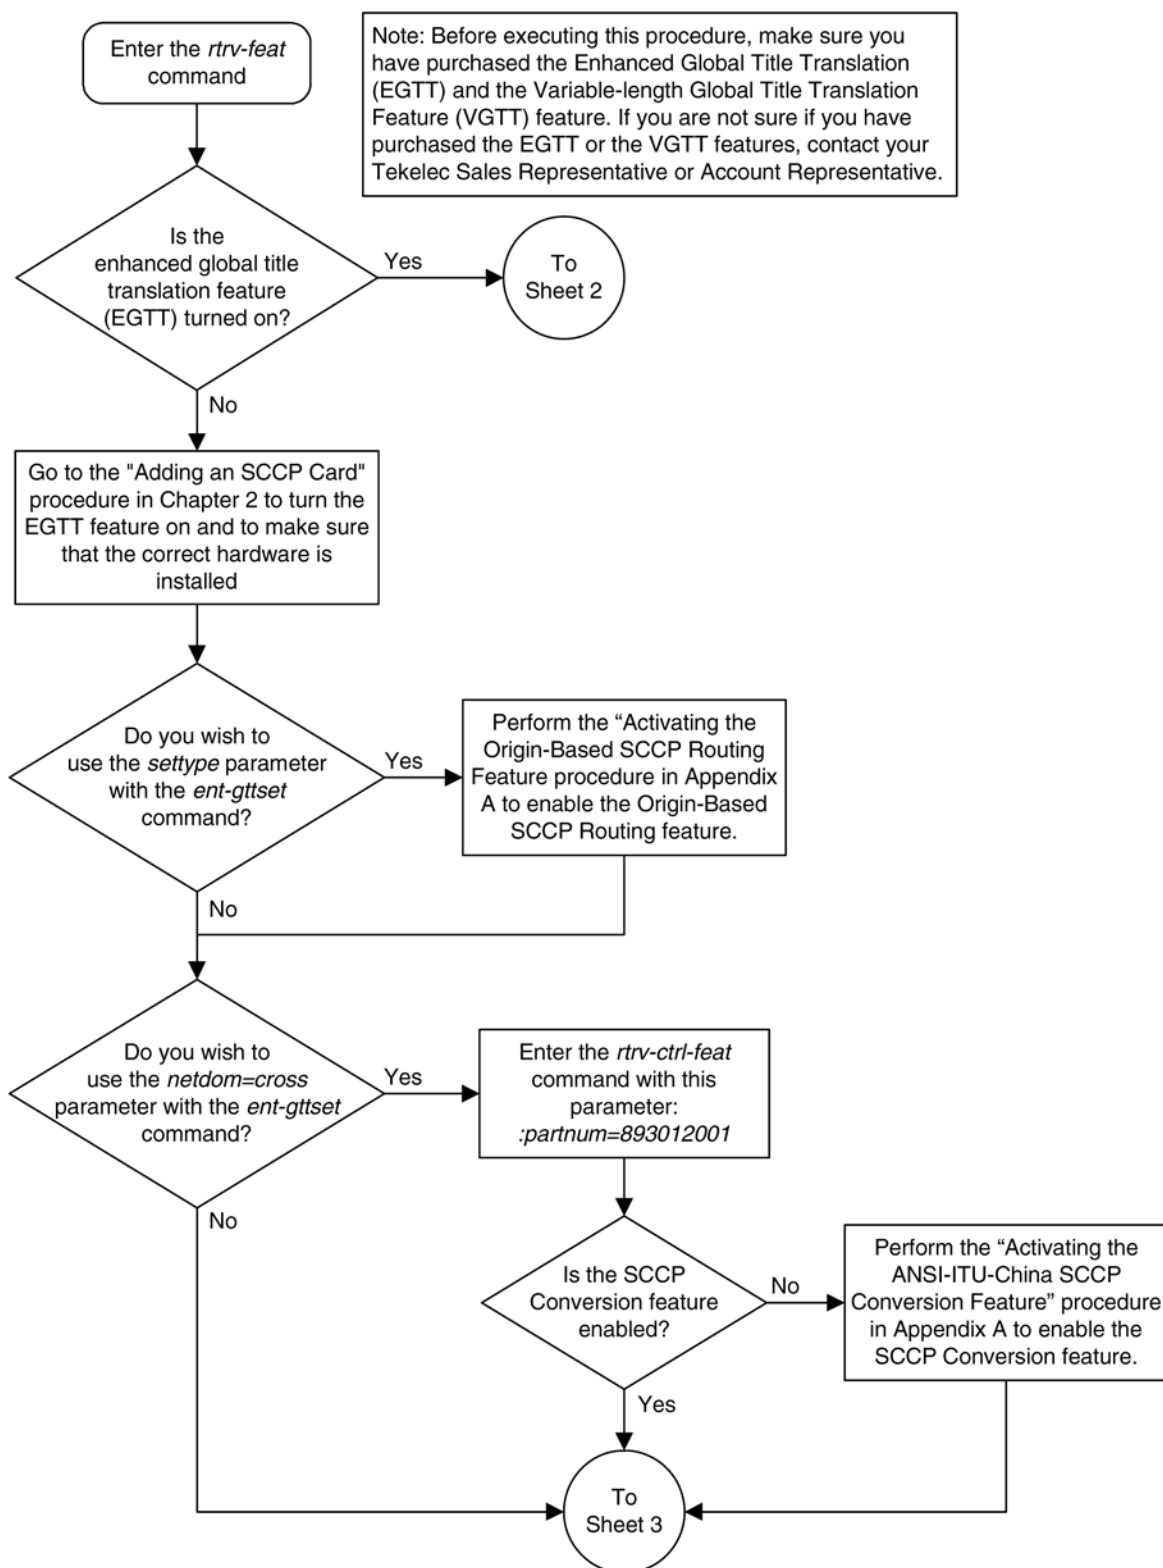 Enter the rtrv-feat
command
Note: Before executing this procedure, make sure you
have purchased the Enhanced Global Title Translation
(EGTT) and the Variable-length Global Title Translation
Feature (VGTT) feature. If you are not sure if you have
purchased the EGTT or the VGTT features, contact your
Tekelec Sales Representative or Account Representative.
Is the
enhanced global title
translation feature
(EGTT) turned on?
Yes
To
Sheet 2
No
Go to the "Adding an SCCP Card"
procedure in Chapter 2 to turn the
EGTT feature on and to make sure
that the correct hardware is
installed
Do you wish to
use the settype parameter
with the ent-gttset
command?
Yes
Perform the “Activating the
Origin-Based SCCP Routing
Feature procedure in Appendix
A to enable the Origin-Based
SCCP Routing feature.
No
Do you wish to
use the netdom=cross
parameter with the ent-gttset
command?
Yes
Enter the rtrv-ctrl-feat
command with this
parameter:
:partnum=893012001
No
Is the SCCP
Conversion feature
enabled?
No
Perform the “Activating the
ANSI-ITU-China SCCP
Conversion Feature” procedure
in Appendix A to enable the
SCCP Conversion feature.
Yes
To
Sheet 3